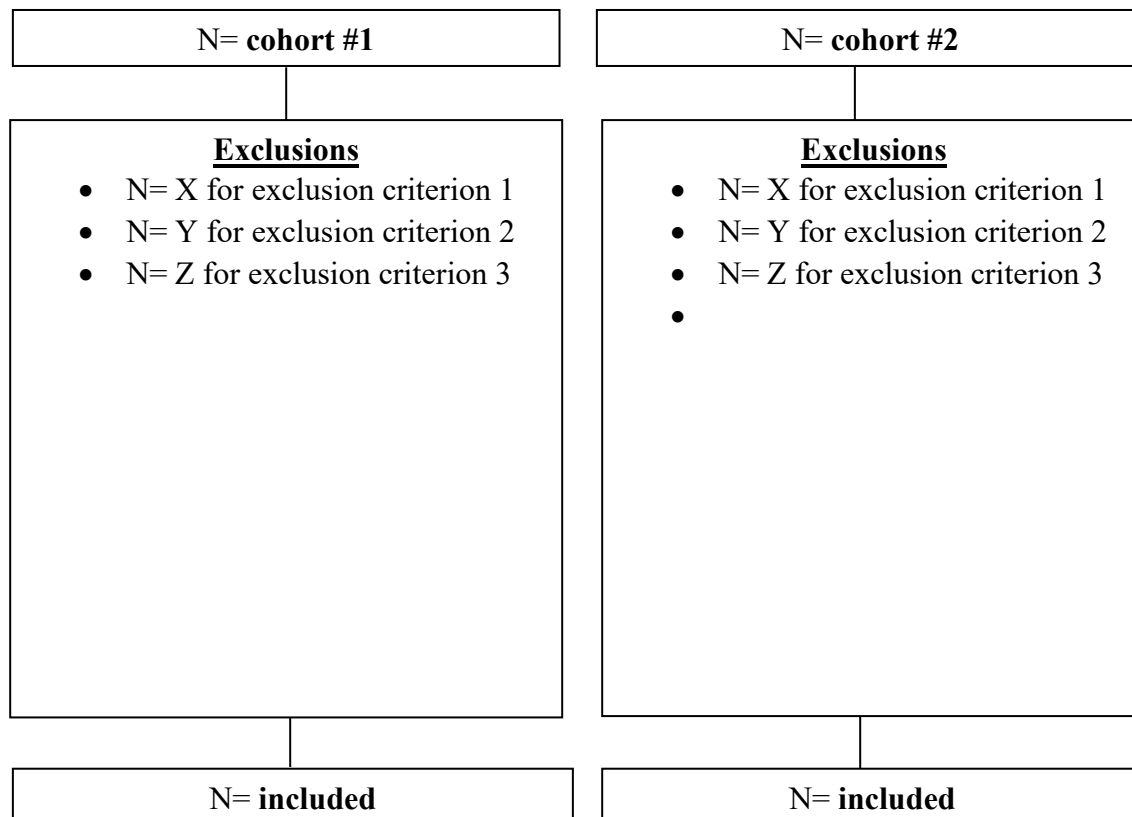 N= cohort #1
Exclusions
• N= X for exclusion criterion 1
• N= Y for exclusion criterion 2
• N= Z for exclusion criterion 3
N= included
N= cohort #2
Exclusions
• N= X for exclusion criterion 1
• N= Y for exclusion criterion 2
• N= Z for exclusion criterion 3
•
N= included